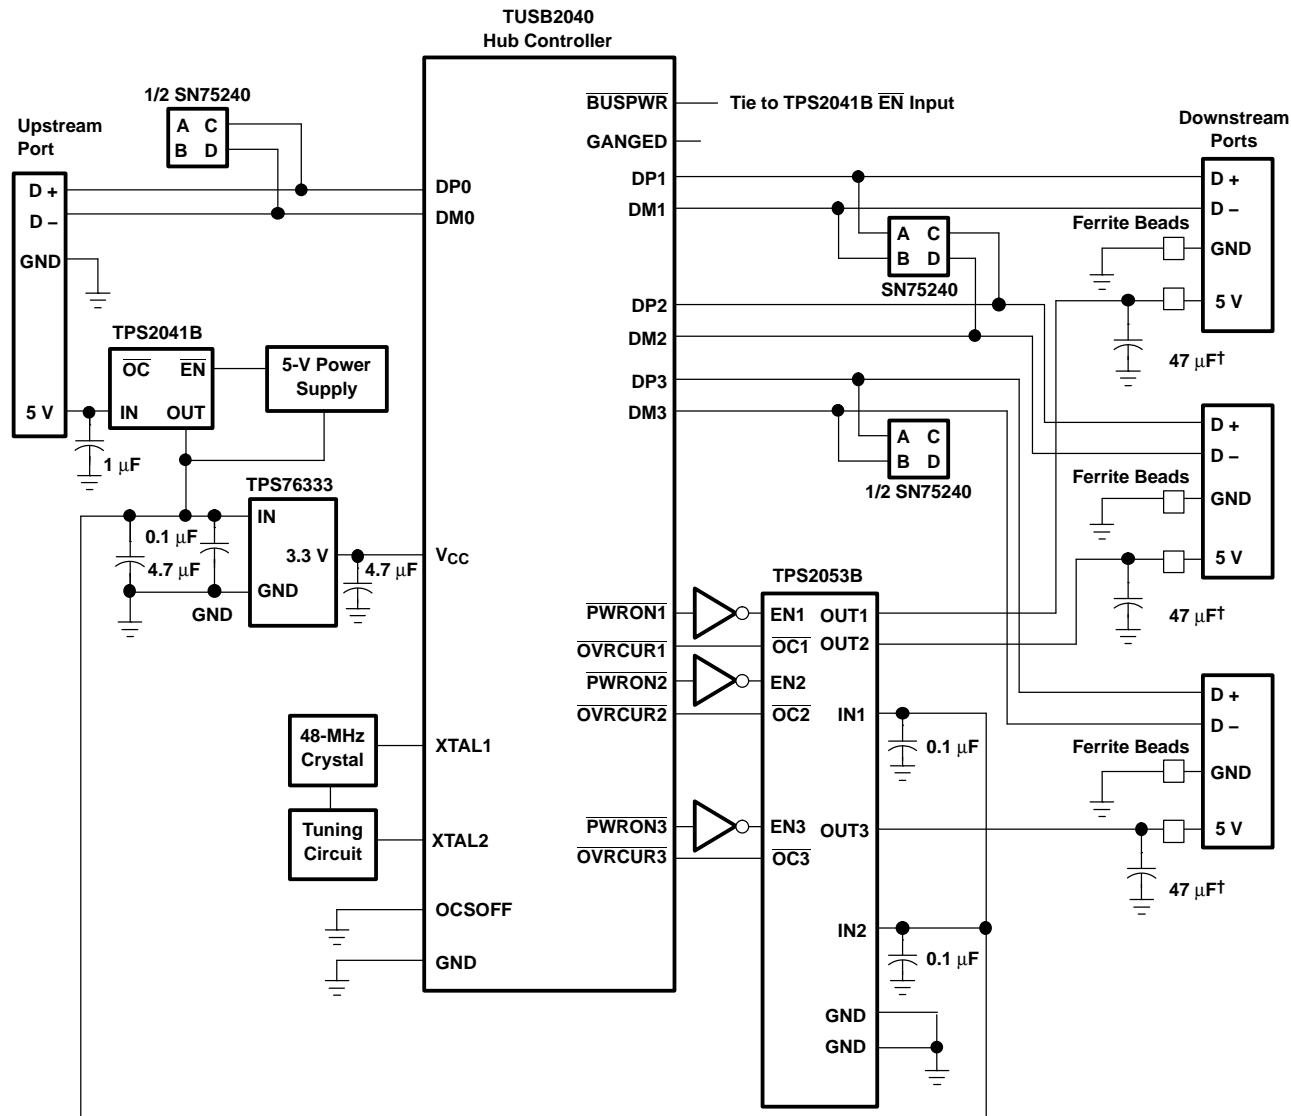 TUSB2040
Hub Controller
1/2 SN75240
A C
B D
Upstream
Port
D +
D –
GND
5 V
DP0
DM0
BUSPWR
Tie to TPS2041B EN Input
GANGED
DP1
DM1
DP2
DM2
DP3
DM3
A C
B D
SN75240
A C
B D
1/2 SN75240
Downstream
Ports
D +
D –
Ferrite Beads
GND
5 V
47 µF†
D +
D –
Ferrite Beads
GND
5 V
47 µF†
D +
D –
Ferrite Beads
GND
5 V
47 µF†
TPS2041B
OC EN
IN OUT
5-V Power
Supply
1 µF
TPS76333
IN
3.3 V
GND
0.1 µF
4.7 µF
GND
4.7 µF
VCC
PWRON1
OVRCUR1
PWRON2
OVRCUR2
PWRON3
OVRCUR3
TPS2053B
EN1 OUT1
OC1 OUT2
EN2
OC2 IN1
0.1 µF
EN3 OUT3
OC3
IN2
0.1 µF
GND
GND
48-MHz
Crystal
XTAL1
Tuning
Circuit
XTAL2
OCSOFF
GND